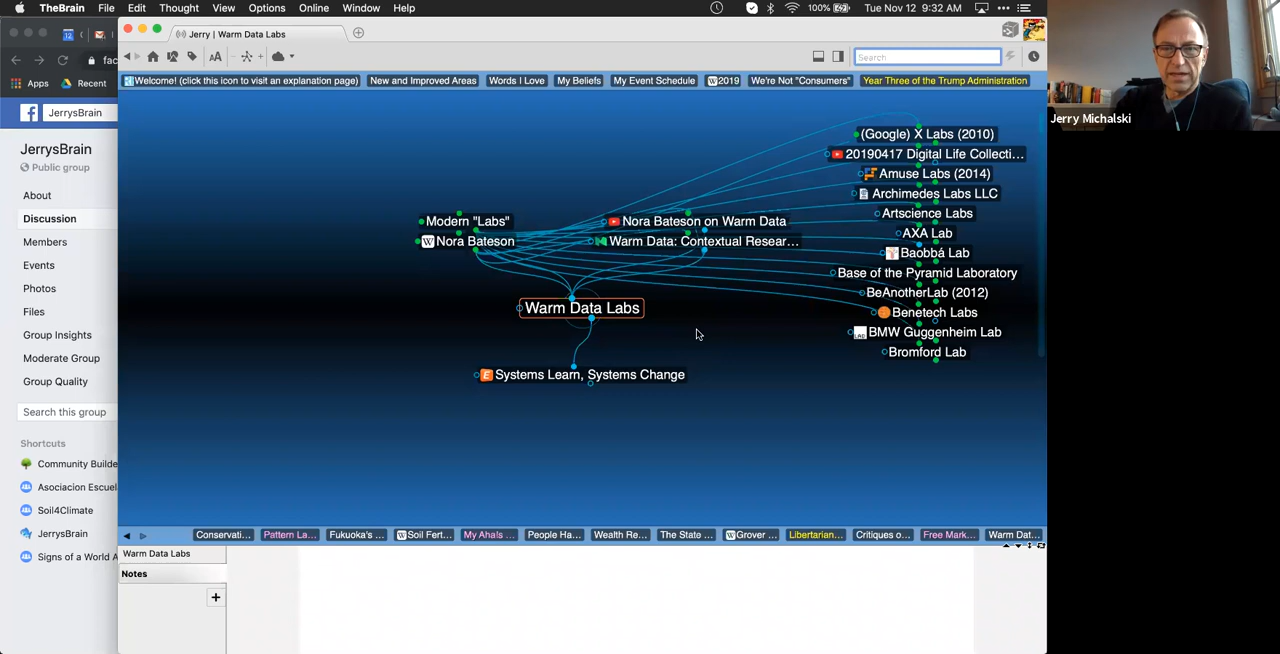 TheBrain File Edit Thought View Options Online Window Help
100% Tue Nov 12 9:32 AM
Jerry | Warm Data Labs
12
fac
Apps Recent
AA
Search
Welcome! (click this icon to visit an explanation page) New and Improved Areas Words I Love My Beliefs My Event Schedule W 2019 We're Not "Consumers" Year Three of the Trump Administration
JerrysBrain
JerrysBrain
Public group
About
Discussion
Members
Events
Photos
Files
Group Insights
Moderate Group
Group Quality
Search this group
Shortcuts
Community Builde
Asociacion Escuel
Soil4Climate
JerrysBrain
Signs of a World A
Modern "Labs"
W Nora Bateson
Nora Bateson on Warm Data
Warm Data: Contextual Resear...
Warm Data Labs
E Systems Learn, Systems Change
(Google) X Labs (2010)
20190417 Digital Life Collecti...
Amuse Labs (2014)
Archimedes Labs LLC
Artscience Labs
AXA Lab
Baobbá Lab
Base of the Pyramid Laboratory
BeAnotherLab (2012)
Benetech Labs
LAB BMW Guggenheim Lab
Bromford Lab
Conservati... Pattern La... Fukuoka's ... W Soil Fert... My Ahals ... People Ha... Wealth Re... The State ... W Grover ... Libertarian... Critiques o... Free Mark... Warm Dat...
Warm Data Labs
Notes
+
Jerry Michalski